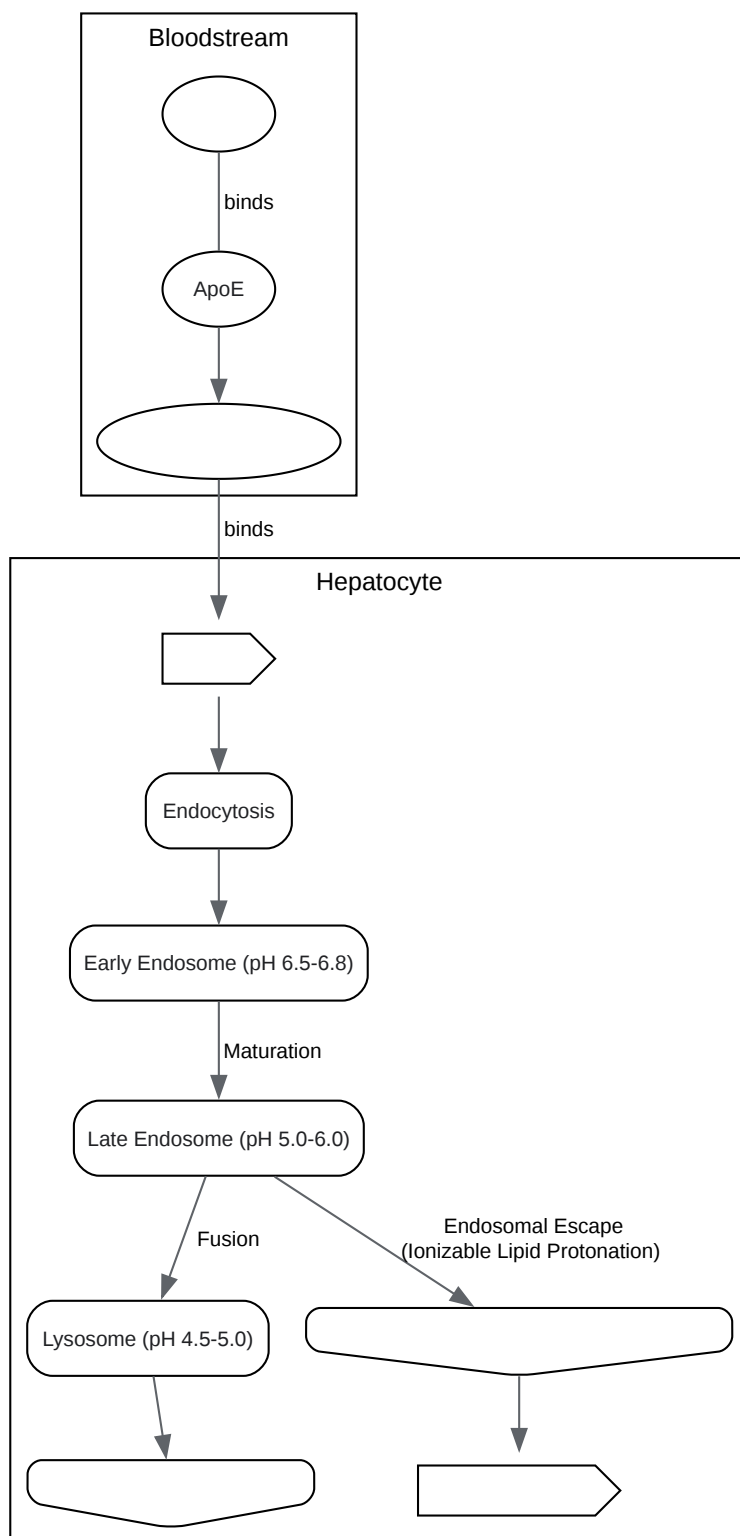 Bloodstream
binds
ApoE
binds
Hepatocyte
Endocytosis
Early Endosome (pH 6.5-6.8)
Maturation
Late Endosome (pH 5.0-6.0)
Fusion
Endosomal Escape
(Ionizable Lipid Protonation)
Lysosome (pH 4.5-5.0)